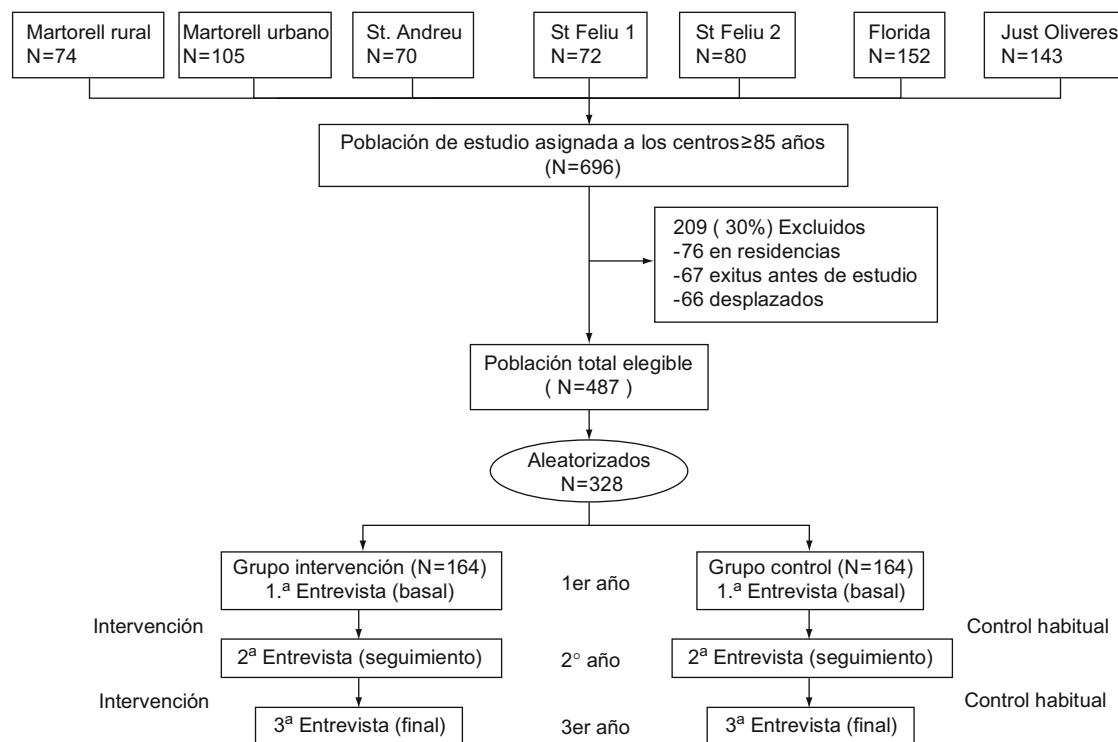 Martorell rural
N=74
Martorell urbano
N=105
St. Andreu
N=70
St Feliu 1
N=72
St Feliu 2
N=80
Florida
N=152
Just Oliveres
N=143
Población de estudio asignada a los centros≥85 años
(N=696)
209 ( 30%) Excluidos
-76 en residencias
-67 exitus antes de estudio
-66 desplazados
Población total elegible
( N=487 )
Aleatorizados
N=328
Grupo intervención (N=164)
1.ª Entrevista (basal)
1er año
Grupo control (N=164)
1.ª Entrevista (basal)
Intervención
Control habitual
2ª Entrevista (seguimiento)
2° año
2ª Entrevista (seguimiento)
Intervención
Control habitual
3ª Entrevista (final)
3er año
3ª Entrevista (final)